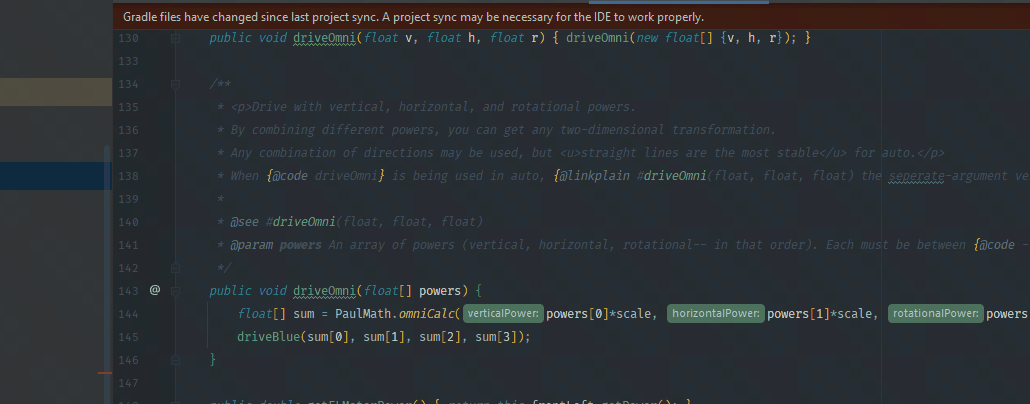 Gradle files have changed since last project sync. A project sync may be necessary for the IDE to work properly.
130 public void driveOmni(float v, float h, float r) { driveOmni(new float[] {v, h, r}); }
133
134 /**
135 * <p>Drive with vertical, horizontal, and rotational powers.
136 * By combining different powers, you can get any two-dimensional transformation.
137 * Any combination of directions may be used, but <u>straight lines are the most stable</u> for auto.</p>
138 * When {@code driveOmni} is being used in auto, {@linkplain #driveOmni(float, float, float) the seperate-argument ve
139 *
140 * @see #driveOmni(float, float, float)
141 * @param powers An array of powers (vertical, horizontal, rotational-- in that order). Each must be between {@code -
142 */
143 @ public void driveOmni(float[] powers) {
144 float[] sum = PaulMath.omniCalc( verticalPower: powers[0]*scale, horizontalPower: powers[1]*scale, rotationalPower: powers
145 driveBlue(sum[0], sum[1], sum[2], sum[3]);
146 }
147